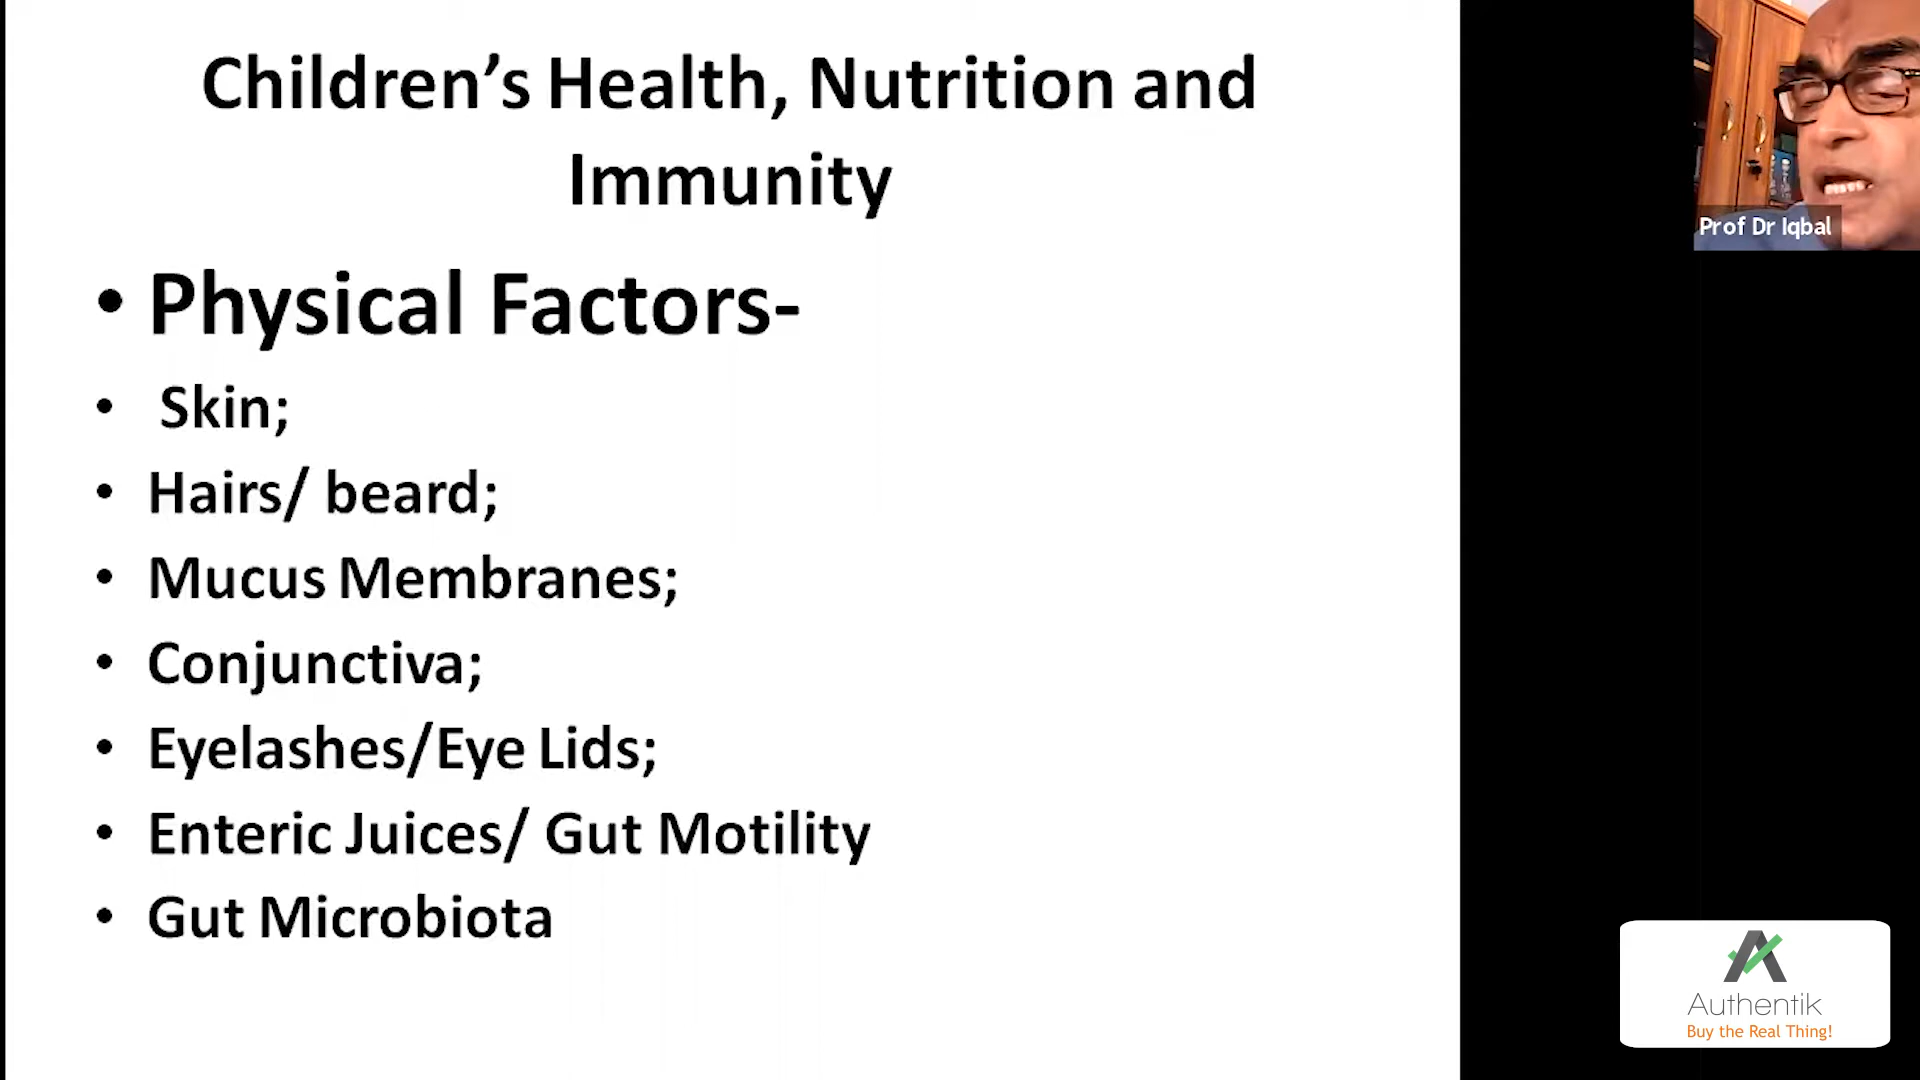 Children’s Health, Nutrition and
Immunity
• Physical Factors-
• Skin;
• Hairs/ beard;
• Mucus Membranes;
• Conjunctiva;
• Eyelashes/Eye Lids;
• Enteric Juices/ Gut Motility
• Gut Microbiota
Prof Dr Iqbal
Authentik
Buy the Real Thing!